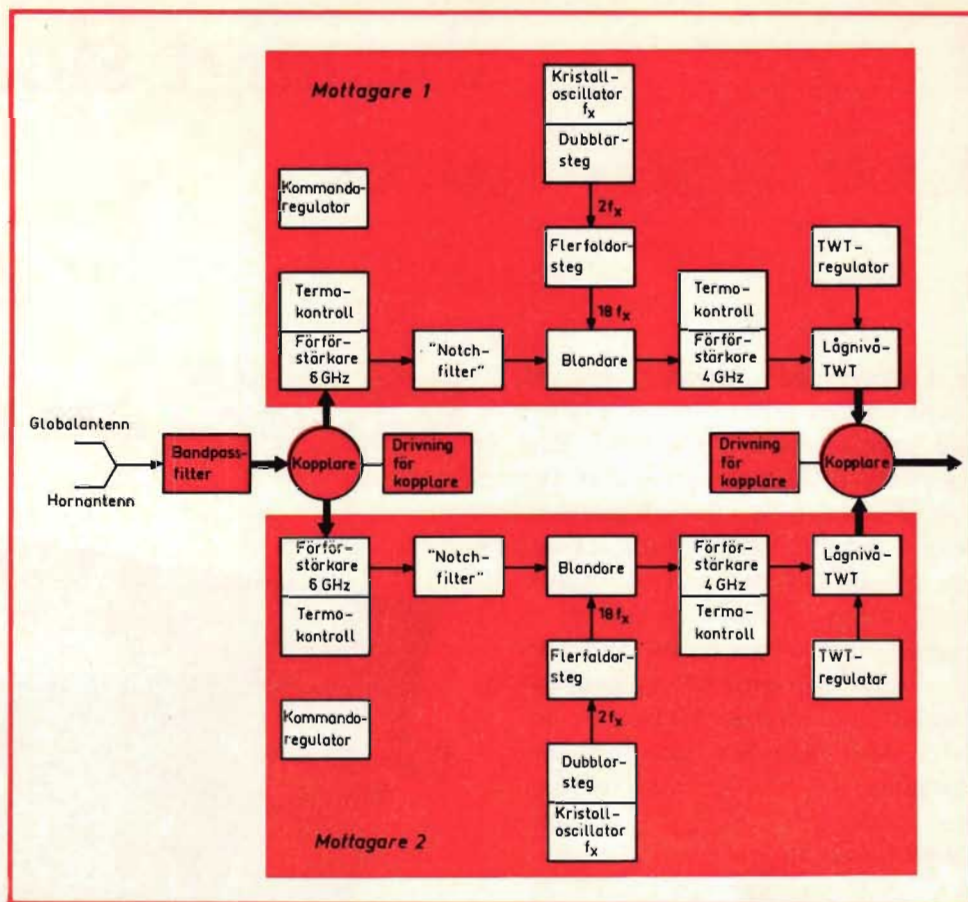 Mottagare 1
Kristall-
oscillator
fx
Dubblar-
steg
2fx
Kommando-
regulator
Flerfaldar-
steg
TWT-
regulator
18 fx
Termo-
kontroll
Förför-
stärkare
6 GHz
"Notch-
filter"
Blandare
Termo-
kontroll
Förför-
stärkare
4 GHz
Lågnivå-
TWT
Globalantenn
Hornantenn
Bandpass-
filter
Kopplare
Drivning
för
kopplare
Drivning
för
kopplare
Kopplare
Förför-
stärkare
6 GHz
Termo-
kontroll
"Notch-
filter"
Blandare
Förför-
stärkare
4 GHz
Termo-
kontroll
Lågnivå-
TWT
18 fx
Flerfaldar-
steg
TWT-
regulator
Kommando-
regulator
2fx
Dubblar-
steg
Kristall-
oscillator
fx
Mottagare 2